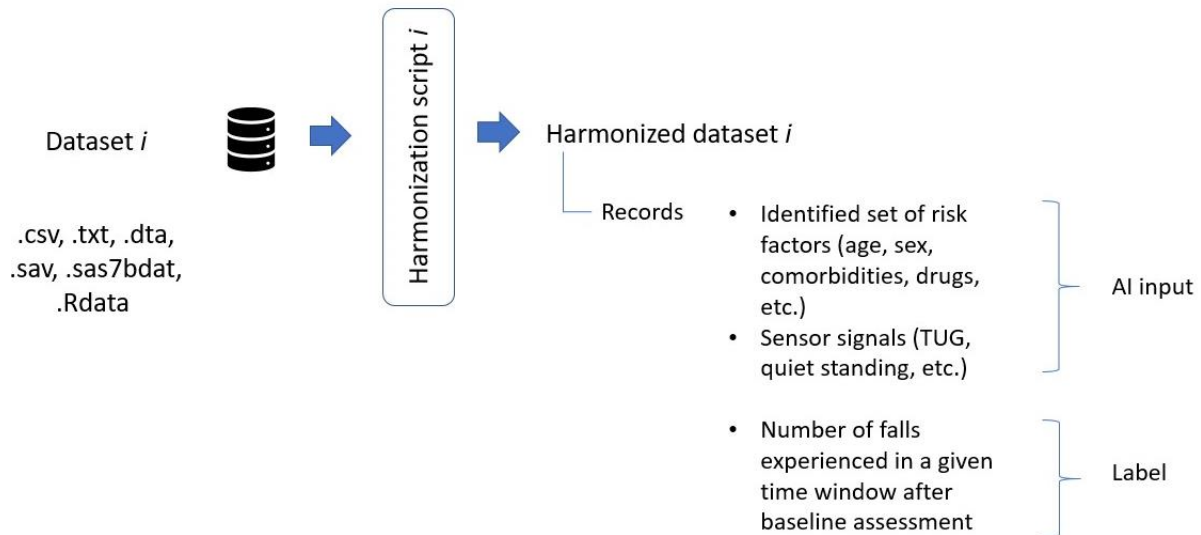 Dataset i
.csv, .txt, .dta,
.sav, .sas7bdat,
.Rdata
Harmonization script i
Harmonized dataset i
Records
• Identified set of risk
factors (age, sex,
comorbidities, drugs,
etc.)
• Sensor signals (TUG,
quiet standing, etc.)
AI input
• Number of falls
experienced in a given
time window after
baseline assessment
Label